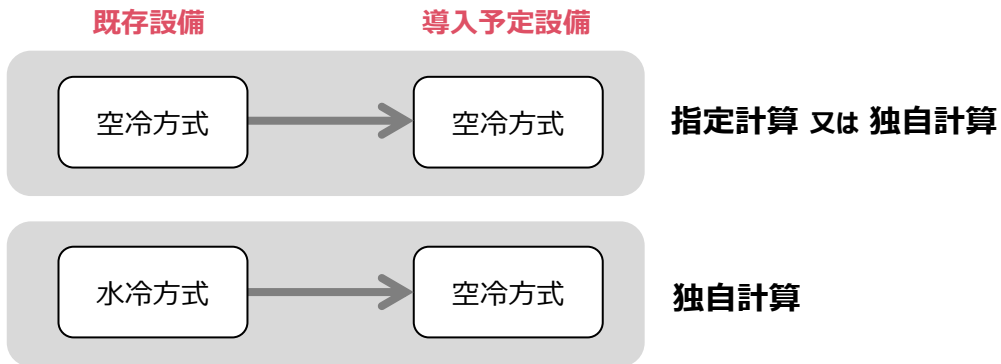 既存設備 導入予定設備
空冷方式 空冷方式 指定計算 又は 独自計算
水冷方式 空冷方式 独自計算